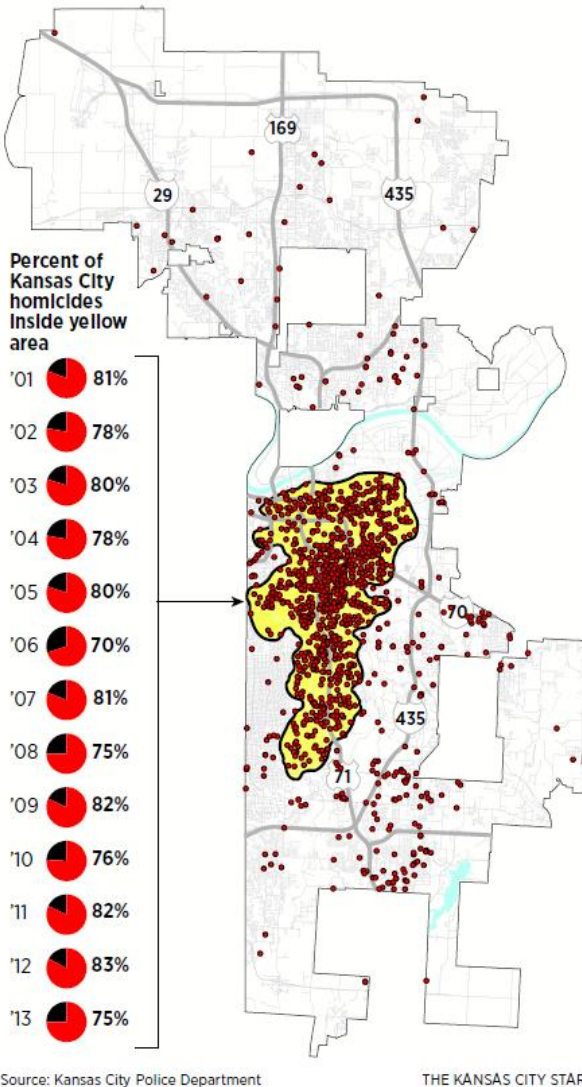 169
29
435
Percent of
Kansas City
homicides
inside yellow
area
'01 81%
'02 78%
'03 80%
'04 78%
'05 80%
'06 70%
'07 81%
'08 75%
'09 82%
'10 76%
'11 82%
'12 83%
'13 75%
70
435
71
Source: Kansas City Police Department
THE KANSAS CITY STAR